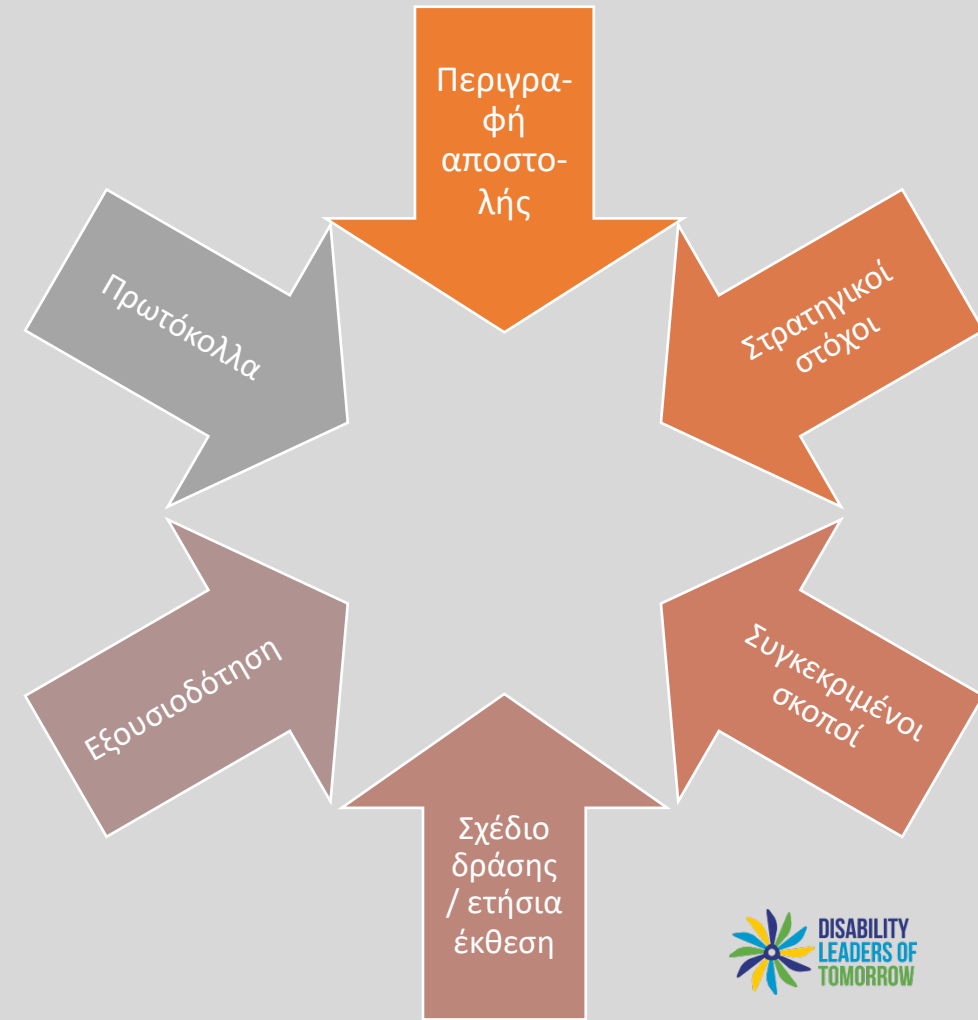 Περιγρα-
φή
αποστο-
λής
Στρατηγικοί
στόχοι
Συγκεκριμένοι
σκοποί
Σχέδιο
δράσης
/ ετήσια
έκθεση
Εξουσιοδότηση
Πρωτόκολλα
DISABILITY
LEADERS OF
TOMORROW